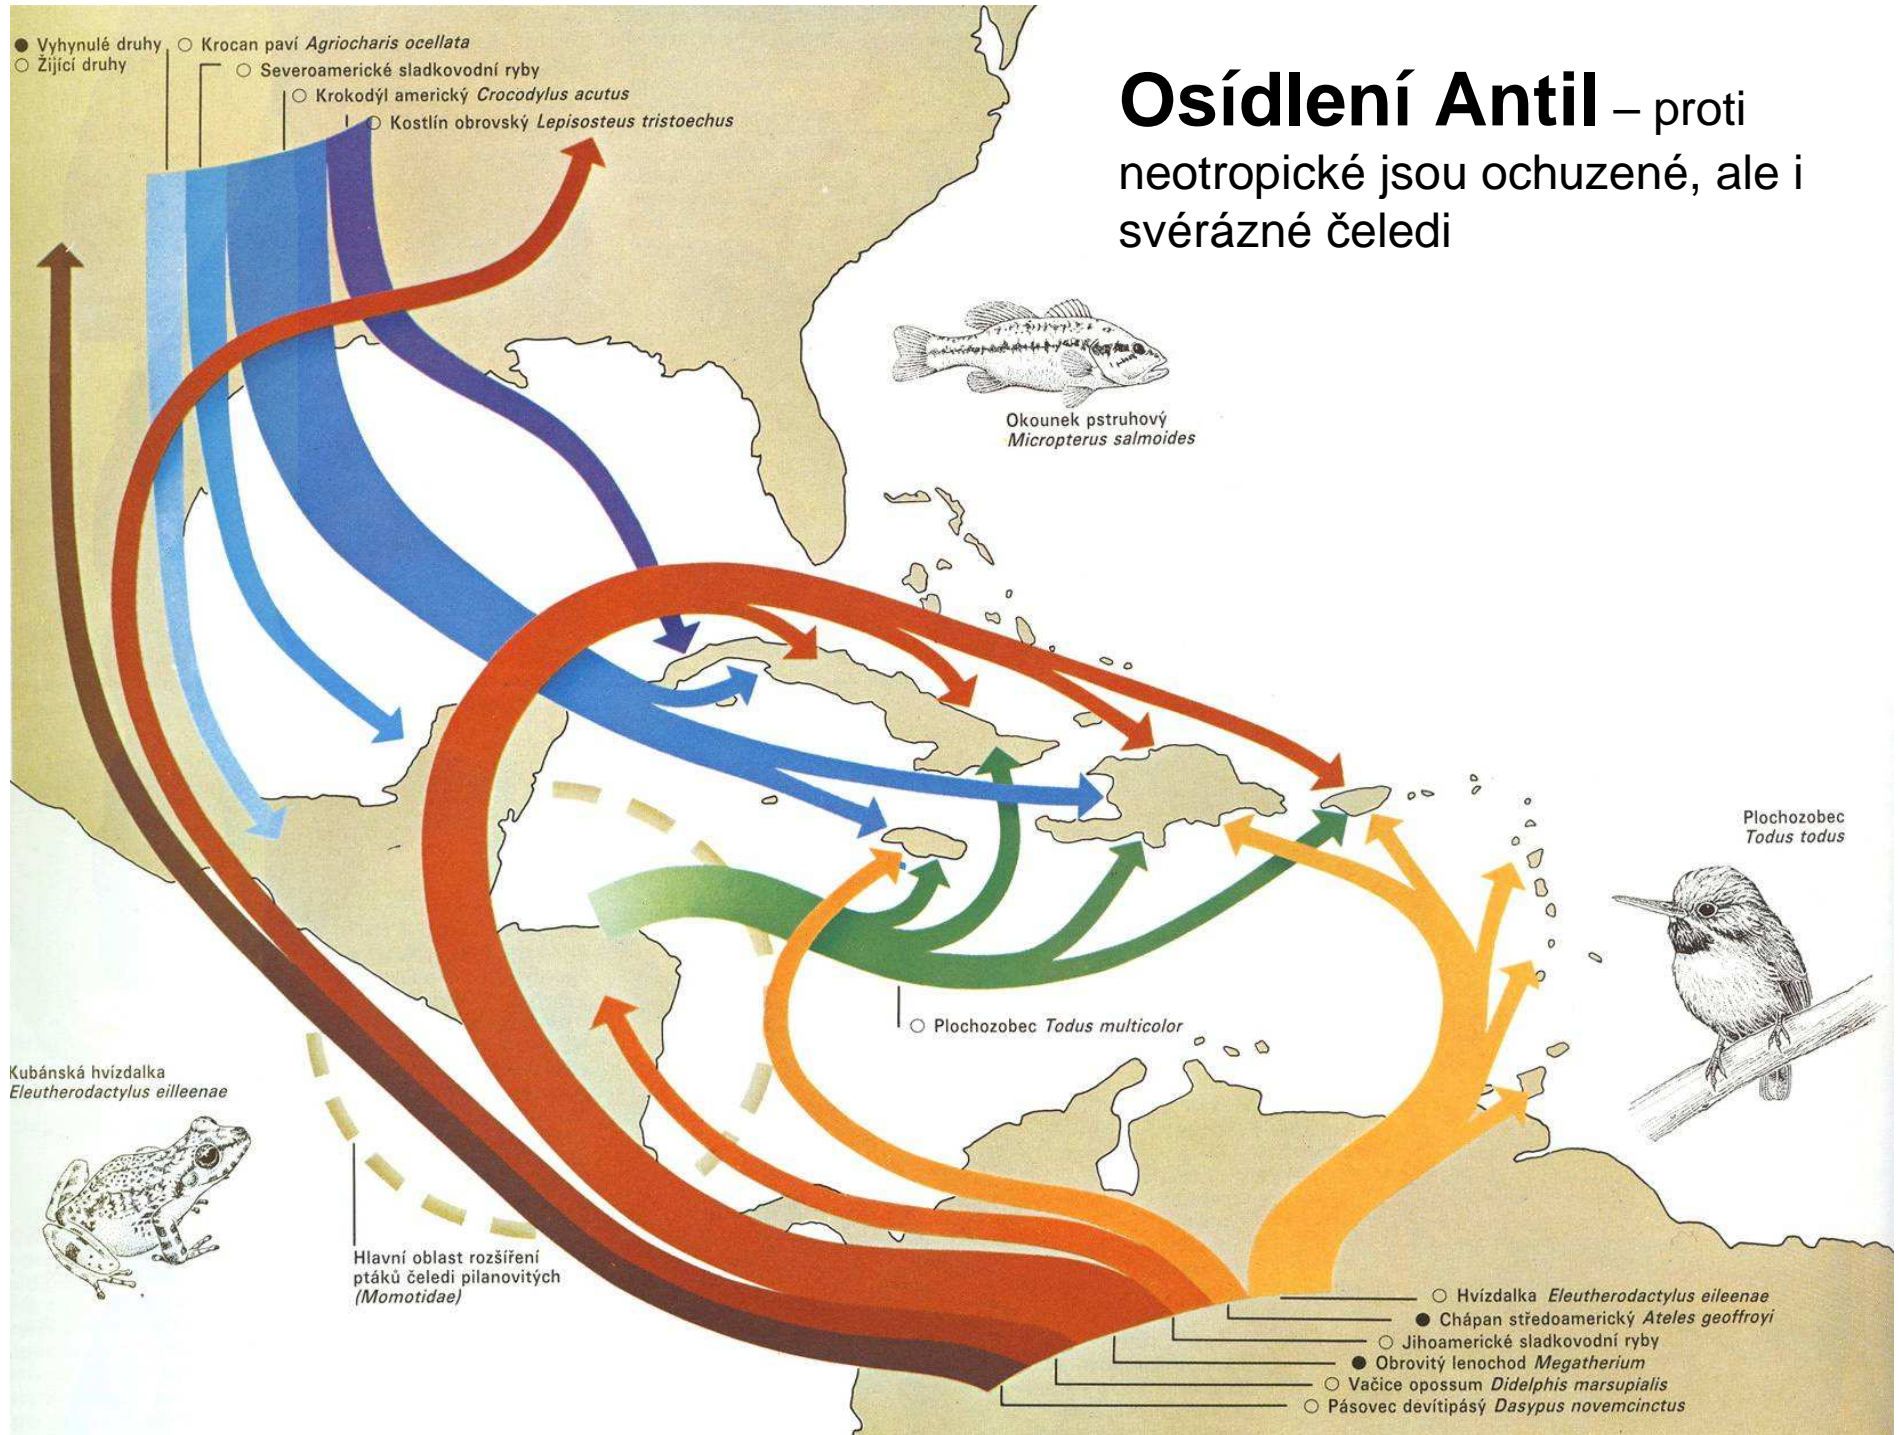 ● Vyhynulé druhy
○ Žijící druhy
○ Krocan paví Agriocharis ocellata
○ Severoamerické sladkovodní ryby
○ Krokodýl americký Crocodylus acutus
○ Kostlín obrovský Lepisosteus tristoechus
Osídlení Antil – proti
neotropické jsou ochuzené, ale i
svérázné čeledi
Okounek pstruhový
Micropterus salmoides
Plochozobec
Todus todus
○ Plochozobec Todus multicolor
Kubánská hvízdalka
Eleutherodactylus eilleenae
Hlavní oblast rozšíření
ptáků čeledi pilanovitých
(Momotidae)
○ Hvízdalka Eleutherodactylus eileenae
● Chápan středoamerický Ateles geoffroyi
○ Jihoamerické sladkovodní ryby
● Obrovitý lenochod Megatherium
○ Vačice opossum Didelphis marsupialis
○ Pásovec devítipásý Dasypus novemcinctus